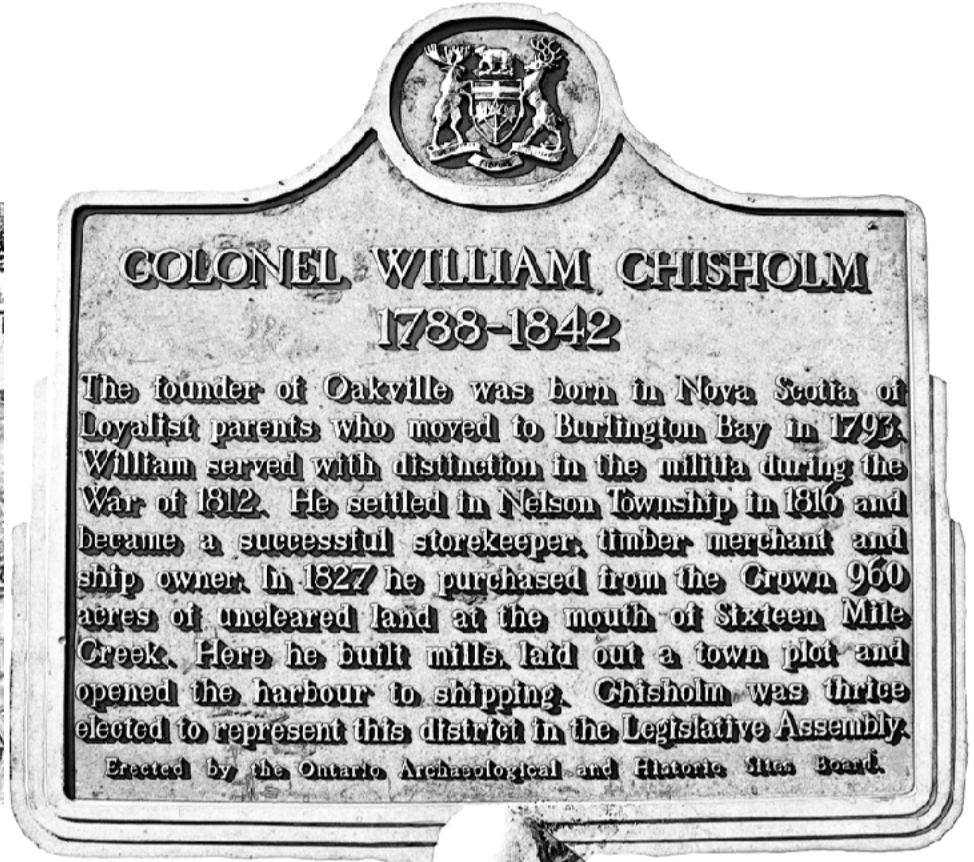 COLONEL WILLIAM CHISHOLM
1788-1842
The founder of Oakville was born in Nova Scotia of
Loyalist parents who moved to Burlington Bay in 1793.
William served with distinction in the militia during the
War of 1812. He settled in Nelson Township in 1816 and
became a successful storekeeper, timber merchant and
ship owner. In 1827 he purchased from the Crown 960
acres of uncleared land at the mouth of Sixteen Mile
Creek. Here he built mills, laid out a town plot and
opened the harbour to shipping. Chisholm was thrice
elected to represent this district in the Legislative Assembly.
Erected by the Ontario Archaeological and Historic Sites Board.